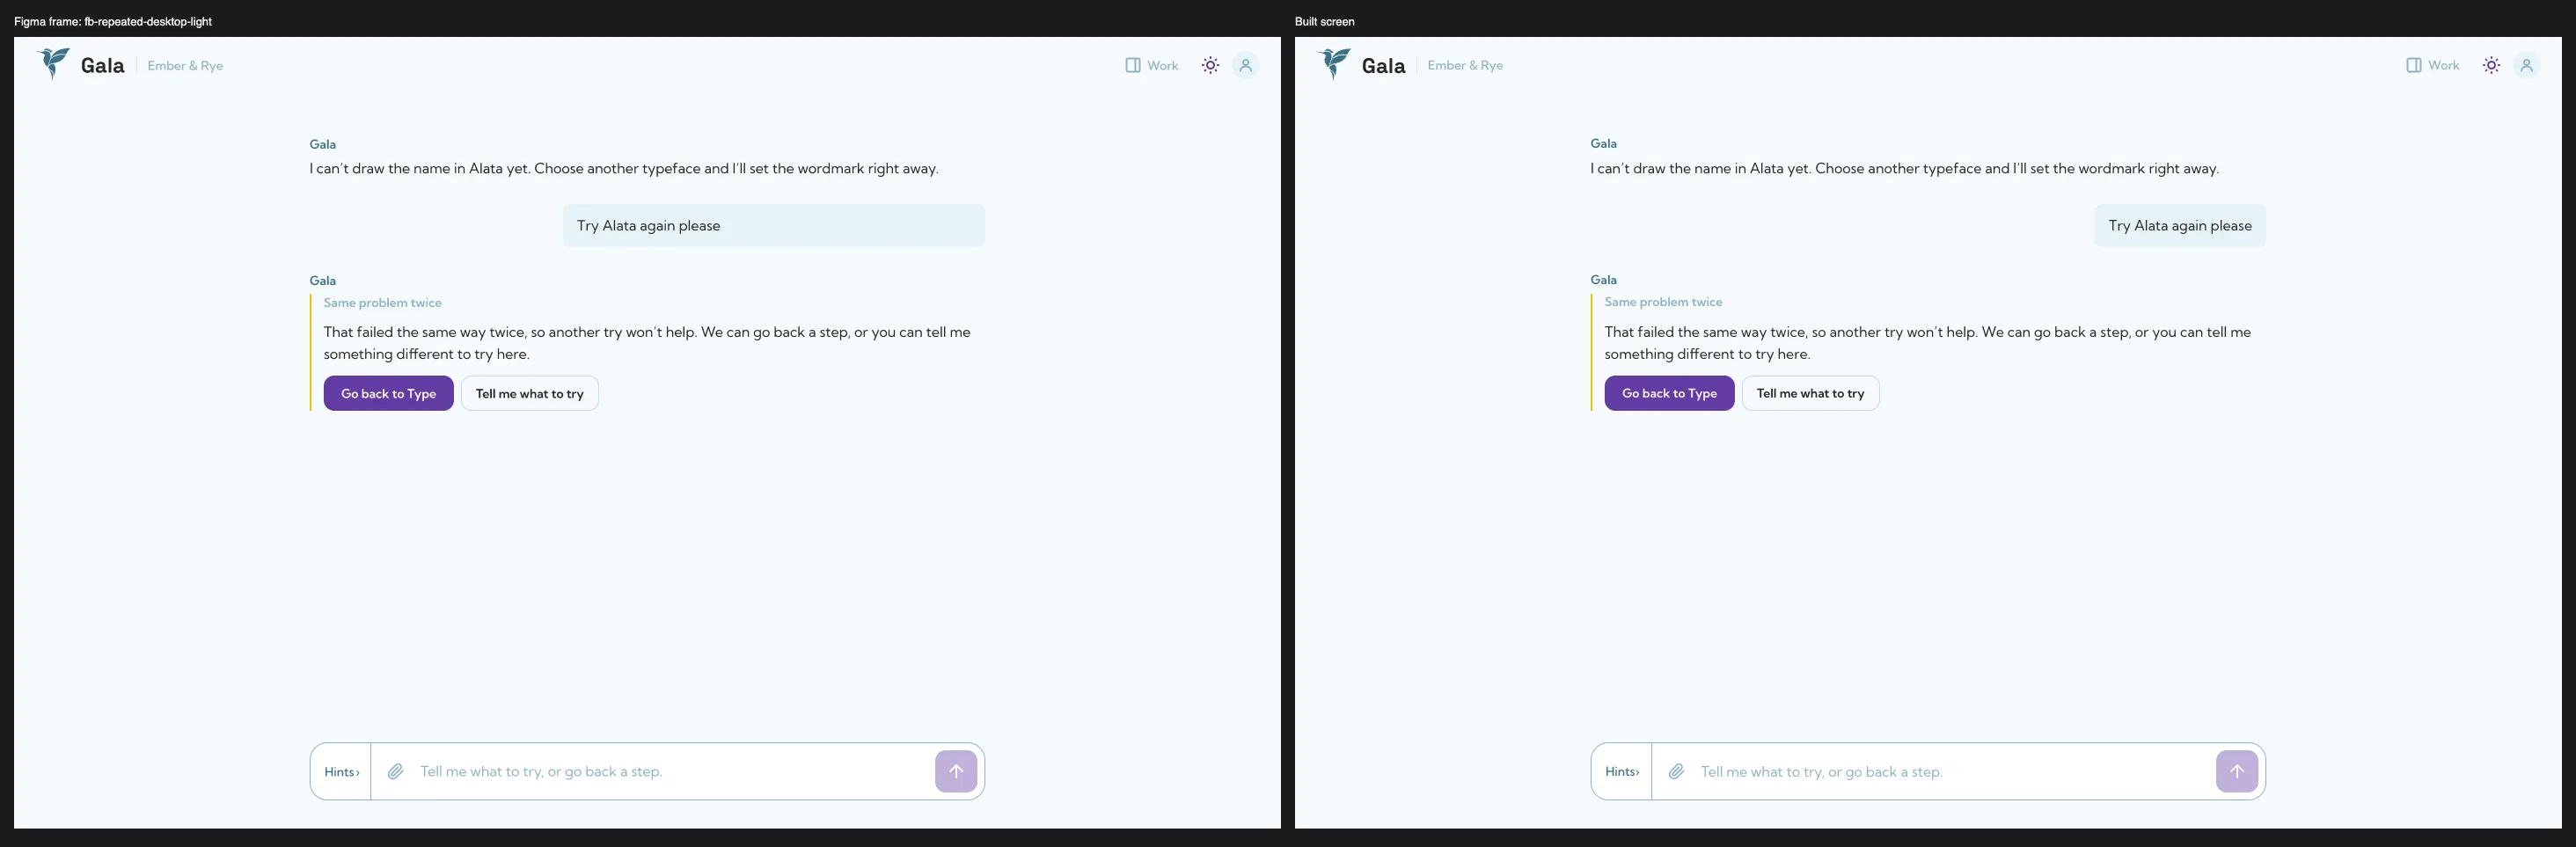 Figma frame: fb-repeated-desktop-light
Gala
Ember & Rye
Work
Gala
I can’t draw the name in Alata yet. Choose another typeface and I’ll set the wordmark right away.
Try Alata again please
Gala
Same problem twice
That failed the same way twice, so another try won’t help. We can go back a step, or you can tell me
something different to try here.
Go back to Type
Tell me what to try
Hints ›
Tell me what to try, or go back a step.
Built screen
Gala
Ember & Rye
Work
Gala
I can’t draw the name in Alata yet. Choose another typeface and I’ll set the wordmark right away.
Try Alata again please
Gala
Same problem twice
That failed the same way twice, so another try won’t help. We can go back a step, or you can tell me
something different to try here.
Go back to Type
Tell me what to try
Hints›
Tell me what to try, or go back a step.